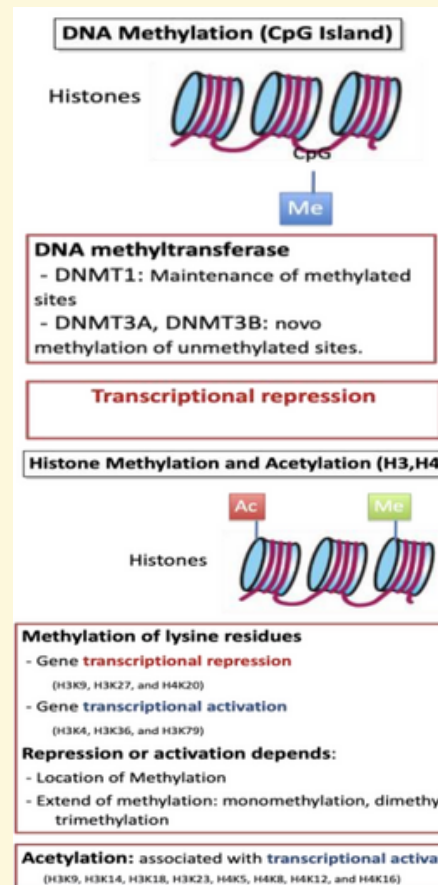 DNA Methylation (CpG Island)
Histones
CpG
Me
DNA methyltransferase
- DNMT1: Maintenance of methylated
sites
- DNMT3A, DNMT3B: novo
methylation of unmethylated sites.
Transcriptional repression
Histone Methylation and Acetylation (H3,H4
Ac
Me
Histones
Methylation of lysine residues
- Gene transcriptional repression
(H3K9, H3K27, and H4K20)
- Gene transcriptional activation
(H3K4, H3K36, and H3K79)
Repression or activation depends:
- Location of Methylation
- Extend of methylation: monomethylation, dimethy
trimethylation
Acetylation: associated with transcriptional activa
(H3K9, H3K14, H3K18, H3K23, H4K5, H4K8, H4K12, and H4K16)